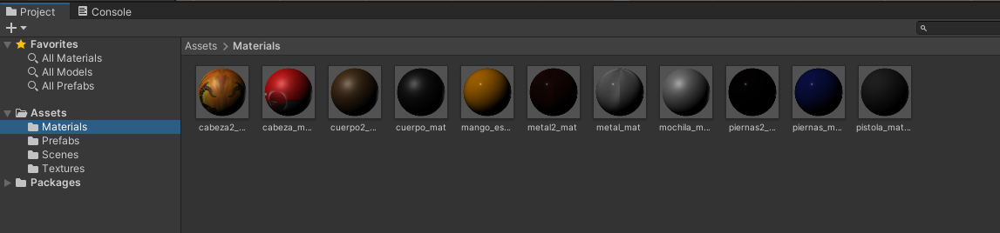 Project Console
Favorites
All Materials
All Models
All Prefabs
Assets
Materials
Prefabs
Scenes
Textures
Packages
Assets > Materials
cabeza2_... cabeza_m... cuerpo2_... cuerpo_mat mango_es... metal2_mat metal_mat mochila_m... piernas2_... piernas_m... pistola_mat...